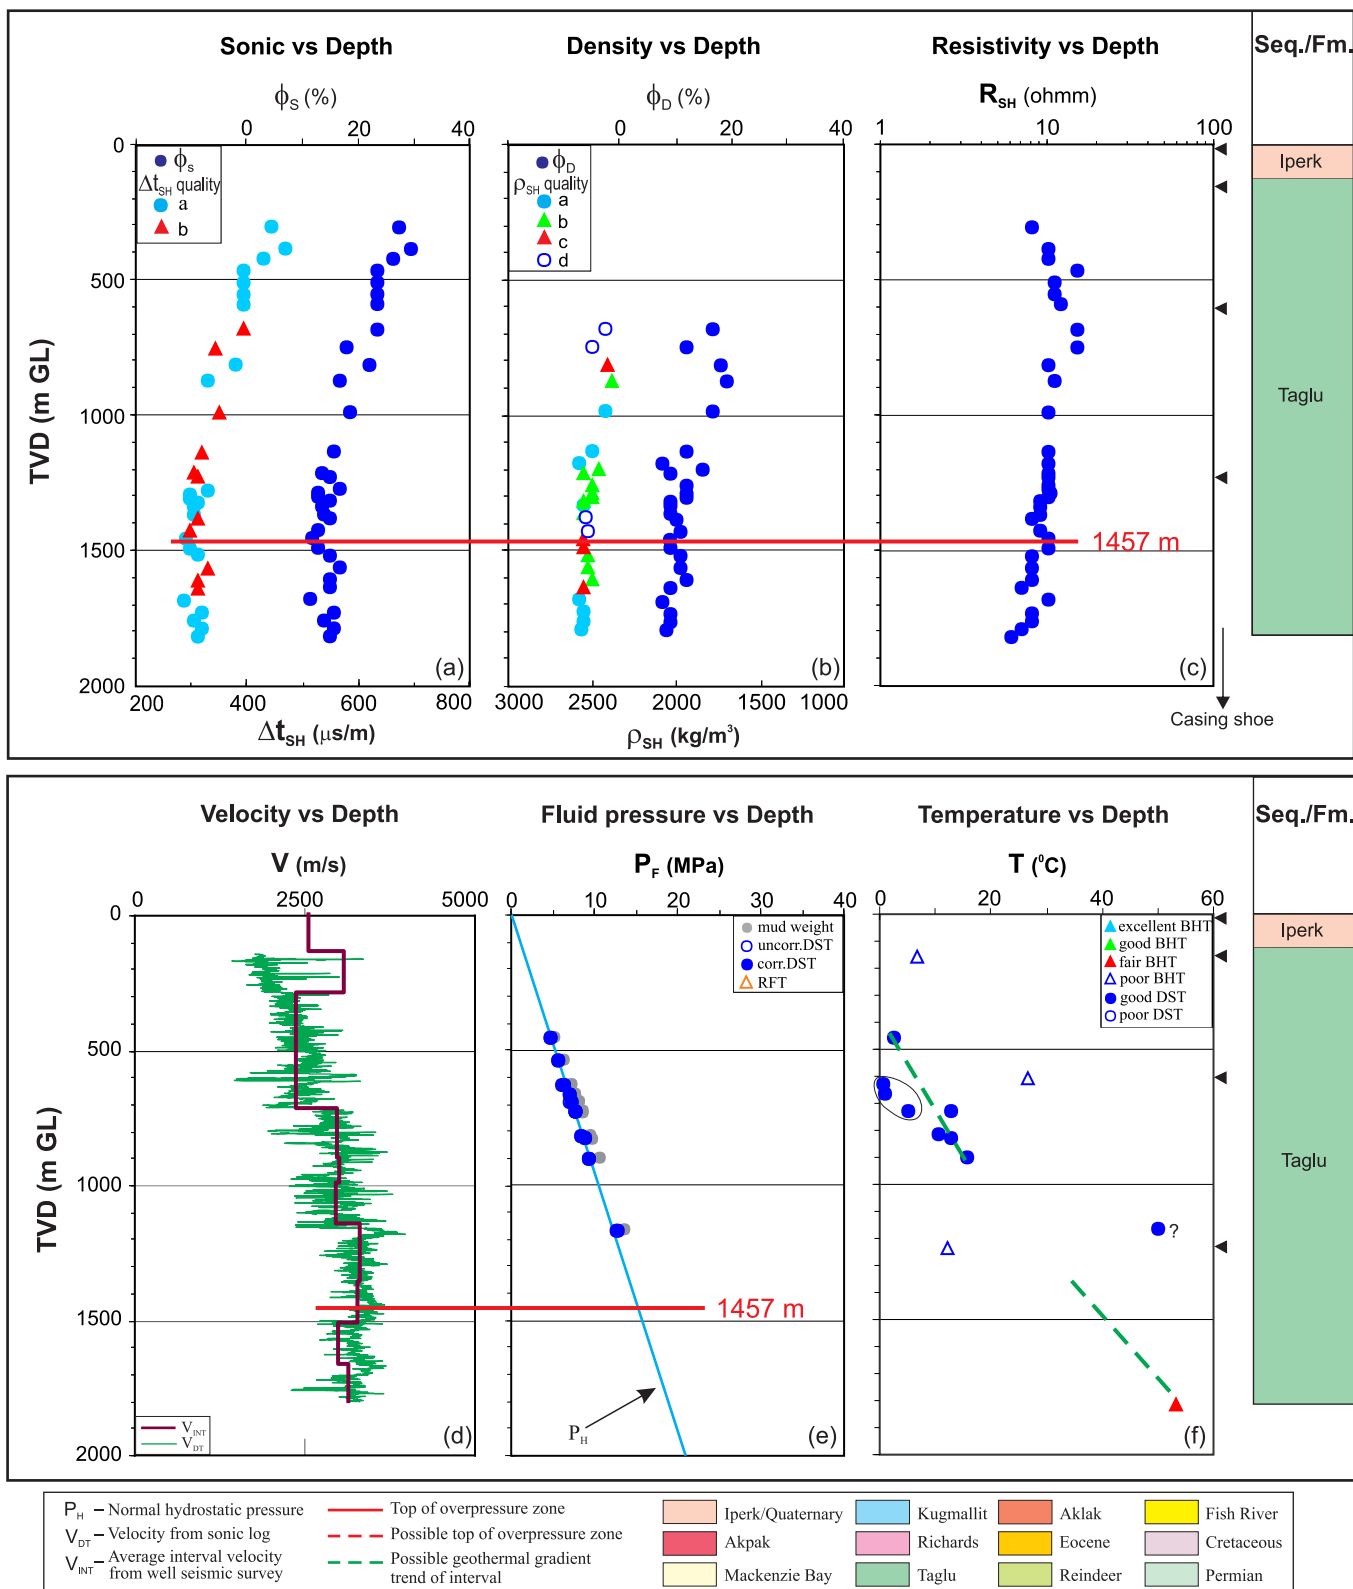 Sonic vs Depth
Density vs Depth
Resistivity vs Depth
Seq./Fm.
ϕS (%)
ϕD (%)
RSH (ohmm)
0 20 40
0 20 40
1 10 100
TVD (m GL)
0
500
1000
1500
2000
ϕs
ΔtSH quality
a
b
ϕD
ρSH quality
a
b
c
d
Iperk
Taglu
1457 m
(a)
(b)
(c)
200 400 600 800
3000 2500 2000 1500 1000
ΔtSH (μs/m)
ρSH (kg/m³)
Casing shoe
Velocity vs Depth
Fluid pressure vs Depth
Temperature vs Depth
Seq./Fm.
V (m/s)
PF (MPa)
T (⁰C)
0 2500 5000
0 10 20 30 40
0 20 40 60
TVD (m GL)
0
500
1000
1500
2000
mud weight
uncorr.DST
corr.DST
RFT
excellent BHT
good BHT
fair BHT
poor BHT
good DST
poor DST
Iperk
Taglu
?
1457 m
PH
VINT
VDT
(d)
(e)
(f)
PH – Normal hydrostatic pressure
VDT – Velocity from sonic log
VINT – Average interval velocity
from well seismic survey
Top of overpressure zone
Possible top of overpressure zone
Possible geothermal gradient
trend of interval
Iperk/Quaternary
Kugmallit
Aklak
Fish River
Akpak
Richards
Eocene
Cretaceous
Mackenzie Bay
Taglu
Reindeer
Permian